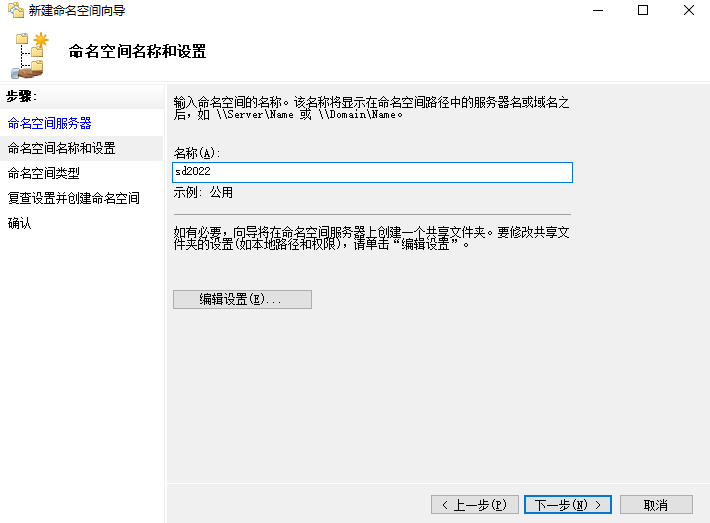 新建命名空间向导
命名空间名称和设置
步骤:
命名空间服务器
命名空间名称和设置
命名空间类型
复查设置并创建命名空间
确认
输入命名空间的名称。该名称将显示在命名空间路径中的服务器名或域名之
后，如 \\Server\Name 或 \\Domain\Name。
名称(A):
sd2022
示例: 公用
如有必要，向导将在命名空间服务器上创建一个共享文件夹。要修改共享文
件夹的设置(如本地路径和权限)，请单击“编辑设置”。
编辑设置(E)...
< 上一步(P)
下一步(N) >
取消